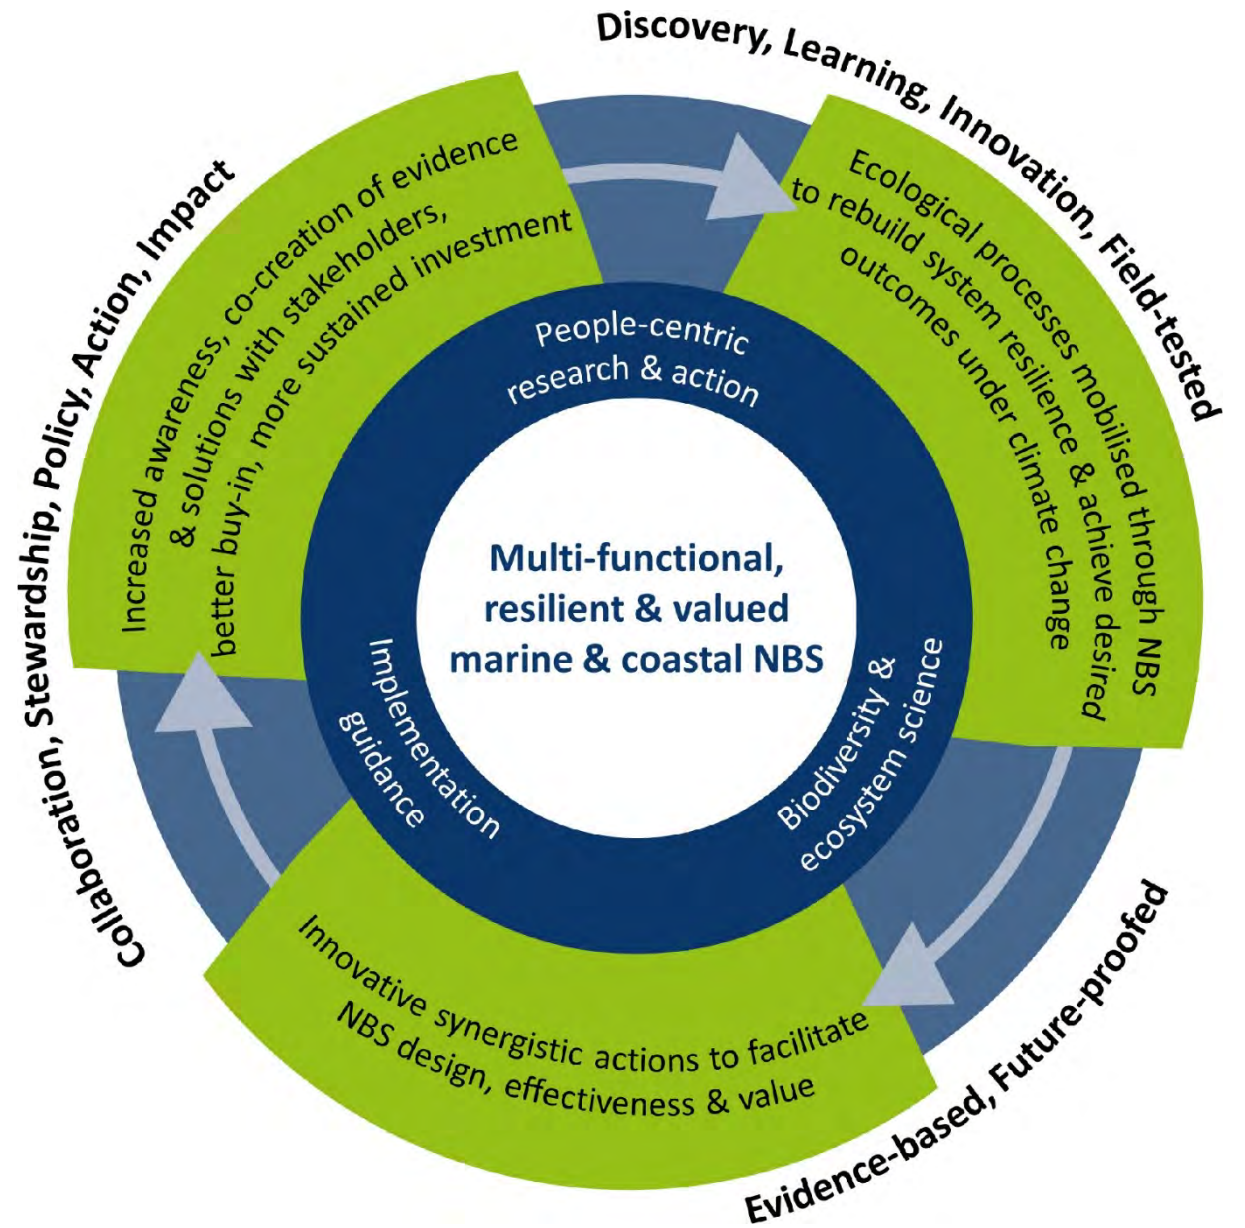 Discovery, Learning, Innovation, Field-tested
Ecological processes mobilised through NBS
to rebuild system resilience & achieve desired
outcomes under climate change
Evidence-based, Future-proofed
Innovative synergistic actions to facilitate
NBS design, effectiveness & value
Collaboration, Stewardship, Policy, Action, Impact
Increased awareness, co-creation of evidence
& solutions with stakeholders,
better buy-in, more sustained investment
People-centric
research & action
Biodiversity &
ecosystem science
Implementation
guidance
Multi-functional,
resilient & valued
marine & coastal NBS